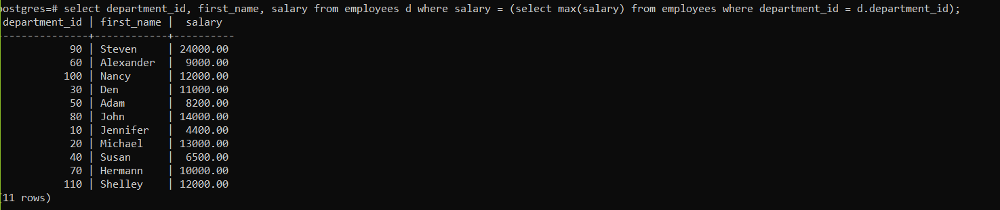 postgres=# select department_id, first_name, salary from employees d where salary = (select max(salary) from employees where department_id = d.department_id);
department_id | first_name | salary
---------------+------------+----------
90 | Steven | 24000.00
60 | Alexander | 9000.00
100 | Nancy | 12000.00
30 | Den | 11000.00
50 | Adam | 8200.00
80 | John | 14000.00
10 | Jennifer | 4400.00
20 | Michael | 13000.00
40 | Susan | 6500.00
70 | Hermann | 10000.00
110 | Shelley | 12000.00
(11 rows)